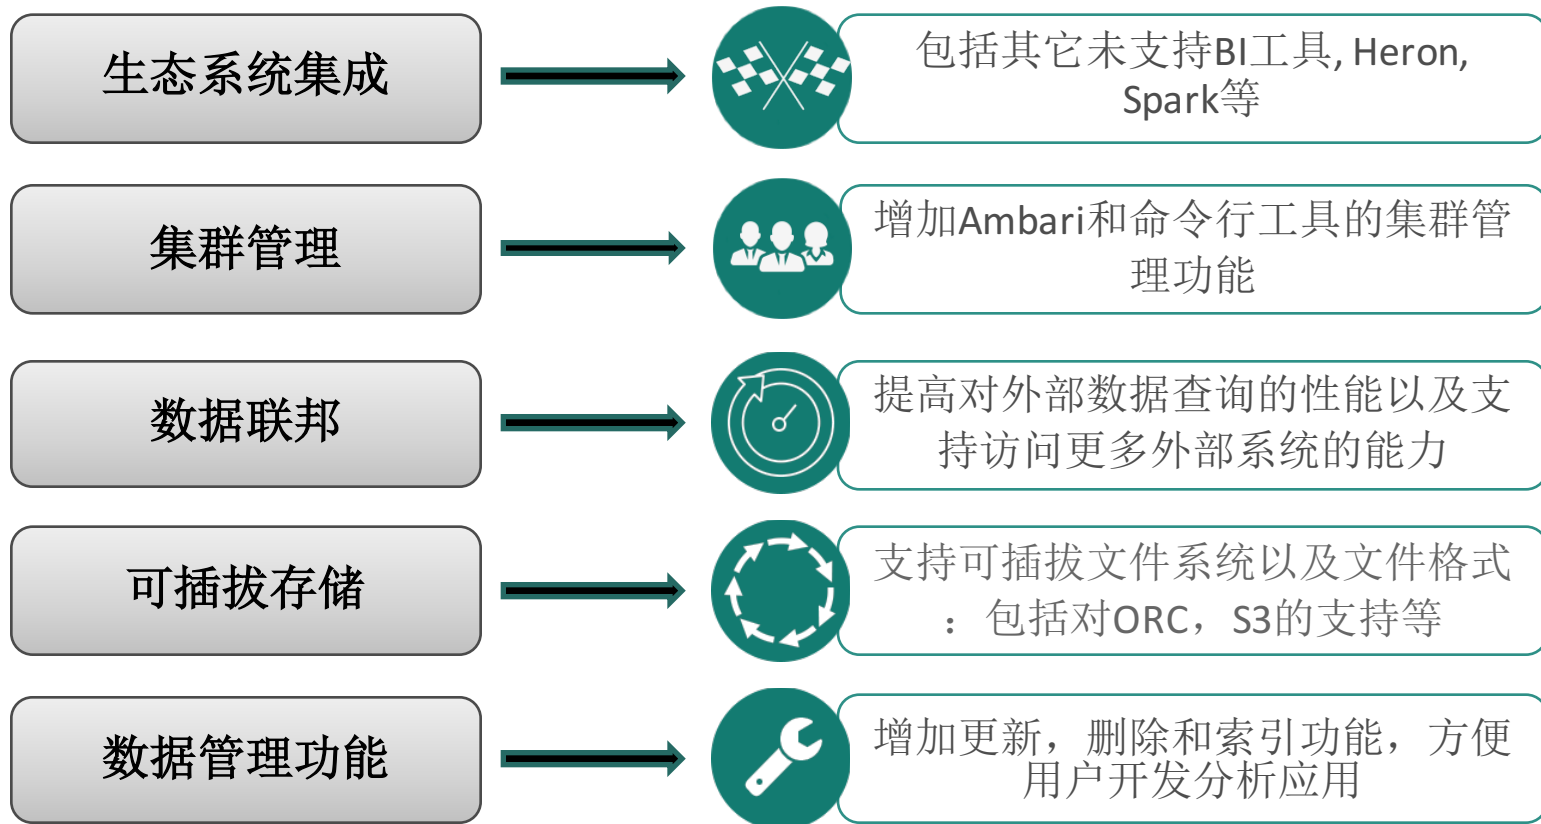 生态系统集成
包括其它未支持BI工具, Heron,
Spark等
集群管理
增加Ambari和命令行工具的集群管
理功能
数据联邦
提高对外部数据查询的性能以及支
持访问更多外部系统的能力
可插拔存储
支持可插拔文件系统以及文件格式
：包括对ORC，S3的支持等
数据管理功能
增加更新，删除和索引功能，方便
用户开发分析应用